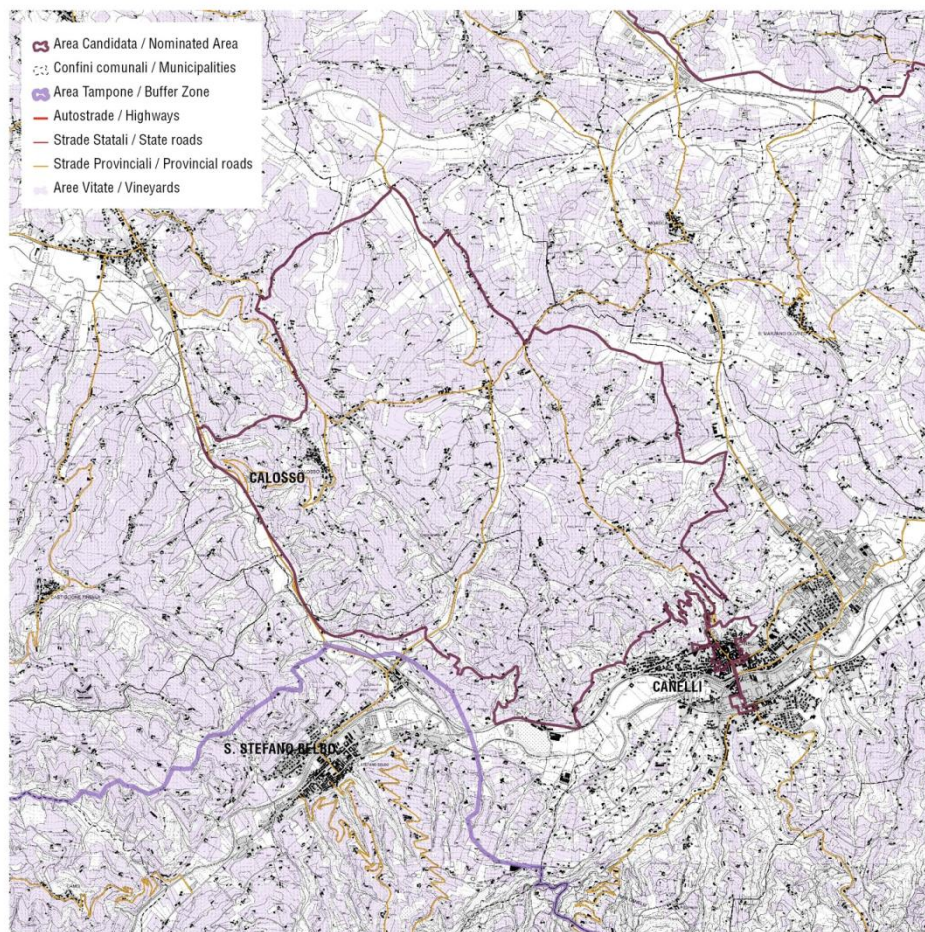 Area Candidata / Nominated Area
Confini comunali / Municipalities
Area Tampone / Buffer Zone
Autostrade / Highways
Strade Statali / State roads
Strade Provinciali / Provincial roads
Aree Vitate / Vineyards
CALOSSO
CANELLI
S. STEFANO BELBO